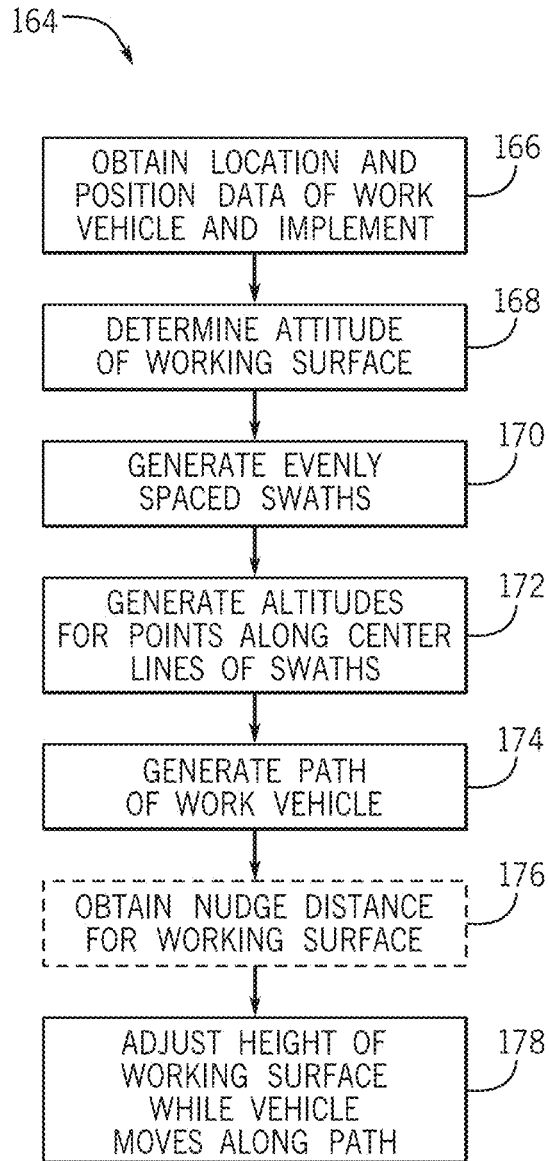 164
OBTAIN LOCATION AND
POSITION DATA OF WORK
VEHICLE AND IMPLEMENT
166
DETERMINE ATTITUDE
OF WORKING SURFACE
168
GENERATE EVENLY
SPACED SWATHS
170
GENERATE ALTITUDES
FOR POINTS ALONG CENTER
LINES OF SWATHS
172
GENERATE PATH
OF WORK VEHICLE
174
OBTAIN NUDGE DISTANCE
FOR WORKING SURFACE
176
ADJUST HEIGHT OF
WORKING SURFACE
WHILE VEHICLE
MOVES ALONG PATH
178